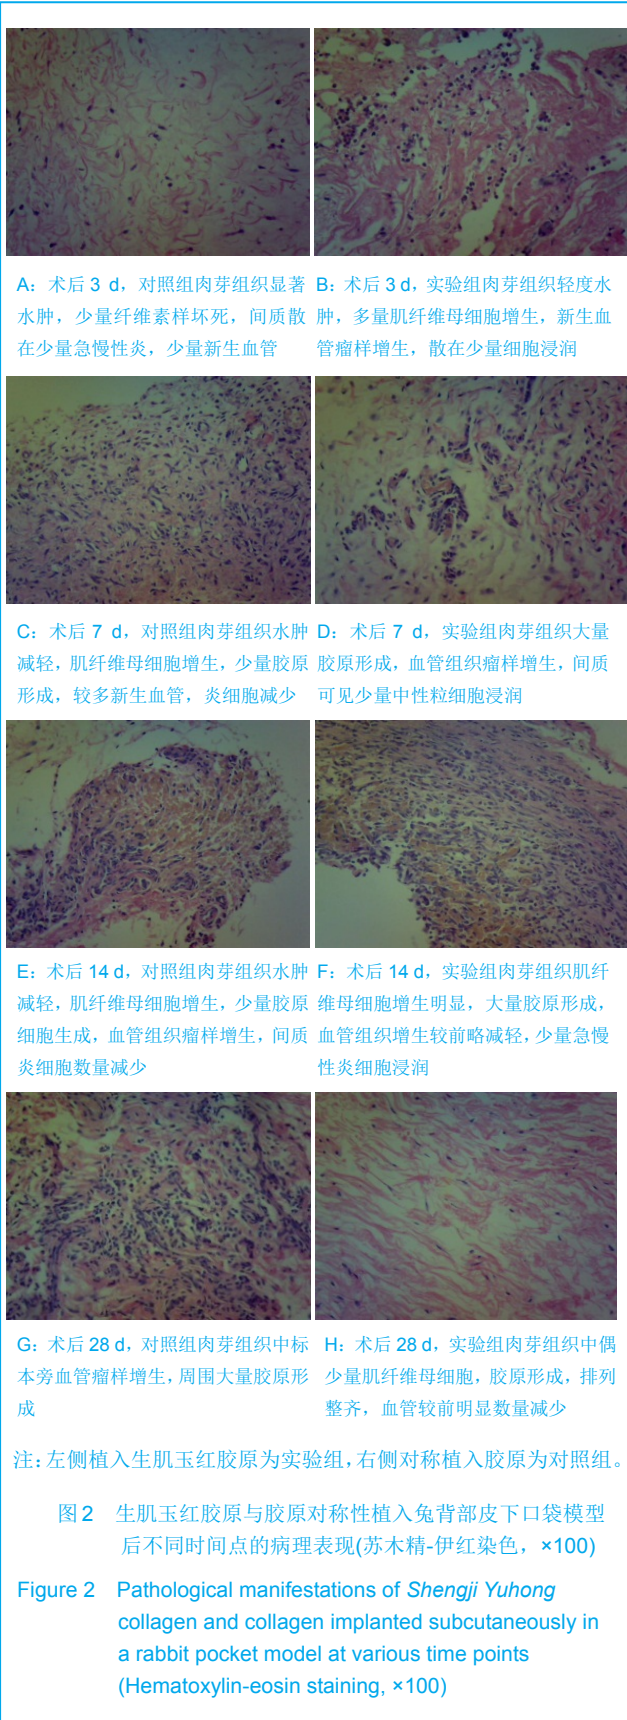 A：术后 3 d，对照组肉芽组织显著
水肿，少量纤维素样坏死，间质散
在少量急慢性炎，少量新生血管
B：术后 3 d，实验组肉芽组织轻度水
肿，多量肌纤维母细胞增生，新生血
管瘤样增生，散在少量细胞浸润
C：术后 7 d，对照组肉芽组织水肿
减轻，肌纤维母细胞增生，少量胶原
形成，较多新生血管，炎细胞减少
D：术后 7 d，实验组肉芽组织大量
胶原形成，血管组织瘤样增生，间质
可见少量中性粒细胞浸润
E：术后 14 d，对照组肉芽组织水肿
减轻，肌纤维母细胞增生，少量胶原
细胞生成，血管组织瘤样增生，间质
炎细胞数量减少
F：术后 14 d，实验组肉芽组织肌纤
维母细胞增生明显，大量胶原形成，
血管组织增生较前略减轻，少量急慢
性炎细胞浸润
G：术后 28 d，对照组肉芽组织中标
本旁血管瘤样增生，周围大量胶原形
成
H：术后 28 d，实验组肉芽组织中偶
少量肌纤维母细胞，胶原形成，排列
整齐，血管较前明显数量减少
注：左侧植入生肌玉红胶原为实验组，右侧对称植入胶原为对照组。
图 2 生肌玉红胶原与胶原对称性植入兔背部皮下口袋模型
后不同时间点的病理表现(苏木精-伊红染色，×100)
Figure 2 Pathological manifestations of Shengji Yuhong
collagen and collagen implanted subcutaneously in
a rabbit pocket model at various time points
(Hematoxylin-eosin staining, ×100)